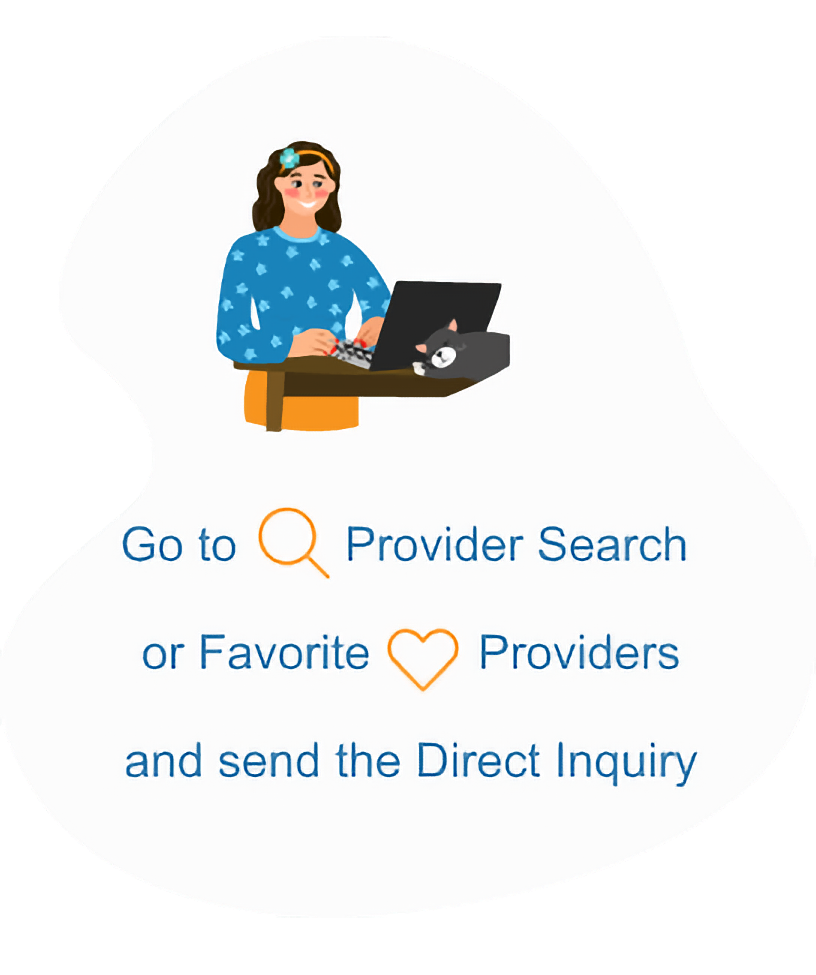 Go to Provider Search
or Favorite Providers
and send the Direct Inquiry